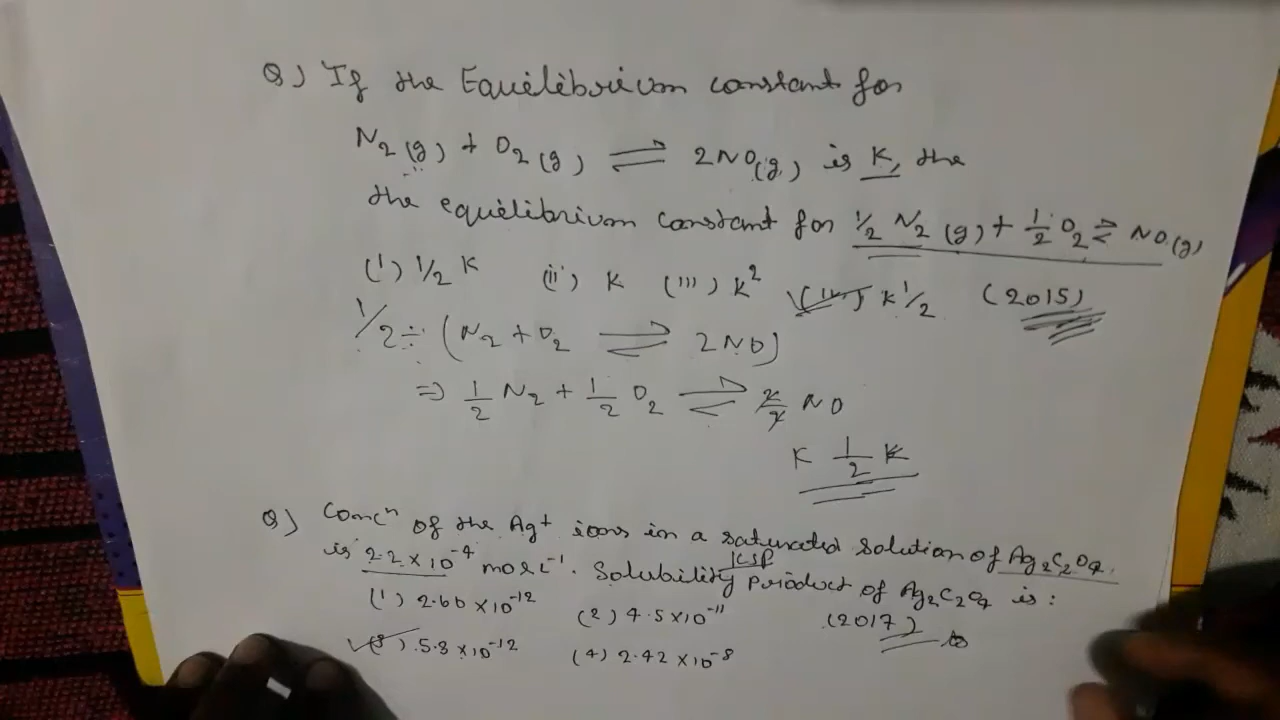 Q) If the Equilibrium constant for
N2(g) + O2(g) ⇌ 2NO(g) is K, the
the equilibrium constant for 1/2 N2 (g) + 1/2 O2 ⇌ NO(g)
(i) 1/2 K (ii) K (iii) K² (iv) K^1/2 (2015)
1/2 ÷ (N2 + O2 ⇌ 2NO)
⇒ 1/2 N2 + 1/2 O2 ⇌ 2/2 NO
K 1/2 K
Q) Concⁿ of the Ag⁺ ions in a saturated solution of Ag2C2O4
is 2.2 × 10⁻⁴ mol L⁻¹. Solubility product of Ag2C2O4 is:
KSP
(1) 2.66 × 10⁻¹² (2) 4.5 × 10⁻¹¹ (2017)
(3) 5.3 × 10⁻¹² (4) 2.42 × 10⁻⁸